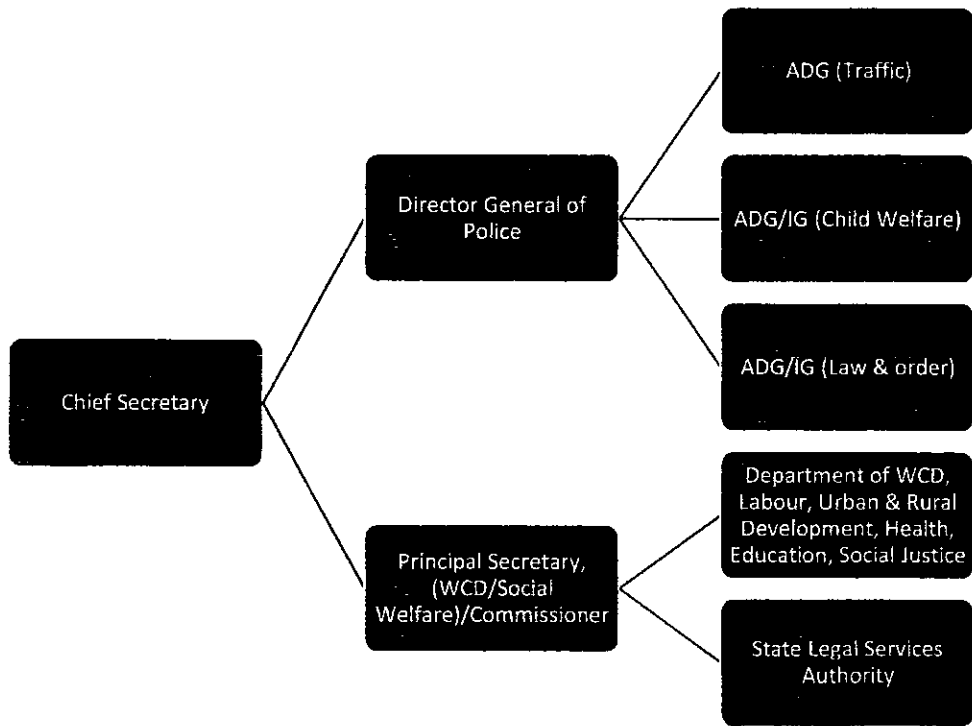 ADG (Traffic)
Director General of
Police
ADG/IG (Child Welfare)
ADG/IG (Law & order)
Chief Secretary
Principal Secretary,
(WCD/Social
Welfare)/Commissioner
Department of WCD,
Labour, Urban & Rural
Development, Health,
Education, Social Justice
State Legal Services
Authority